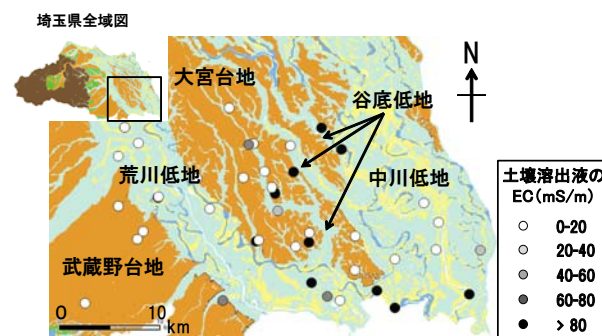 埼玉県全域図
大宮台地
N
谷底低地
荒川低地
中川低地
武蔵野台地
0 10
km
土壌溶出液の
EC(mS/m)
0-20
20-40
40-60
60-80
> 80